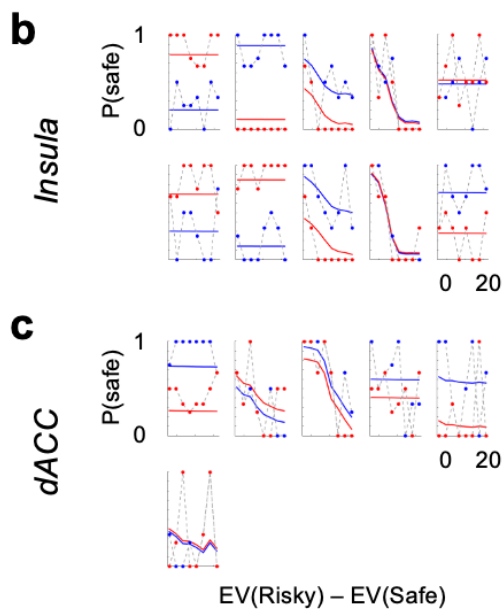 b
Insula
P(safe)
1
0
0 20
c
dACC
P(safe)
1
0
0 20
EV(Risky) – EV(Safe)